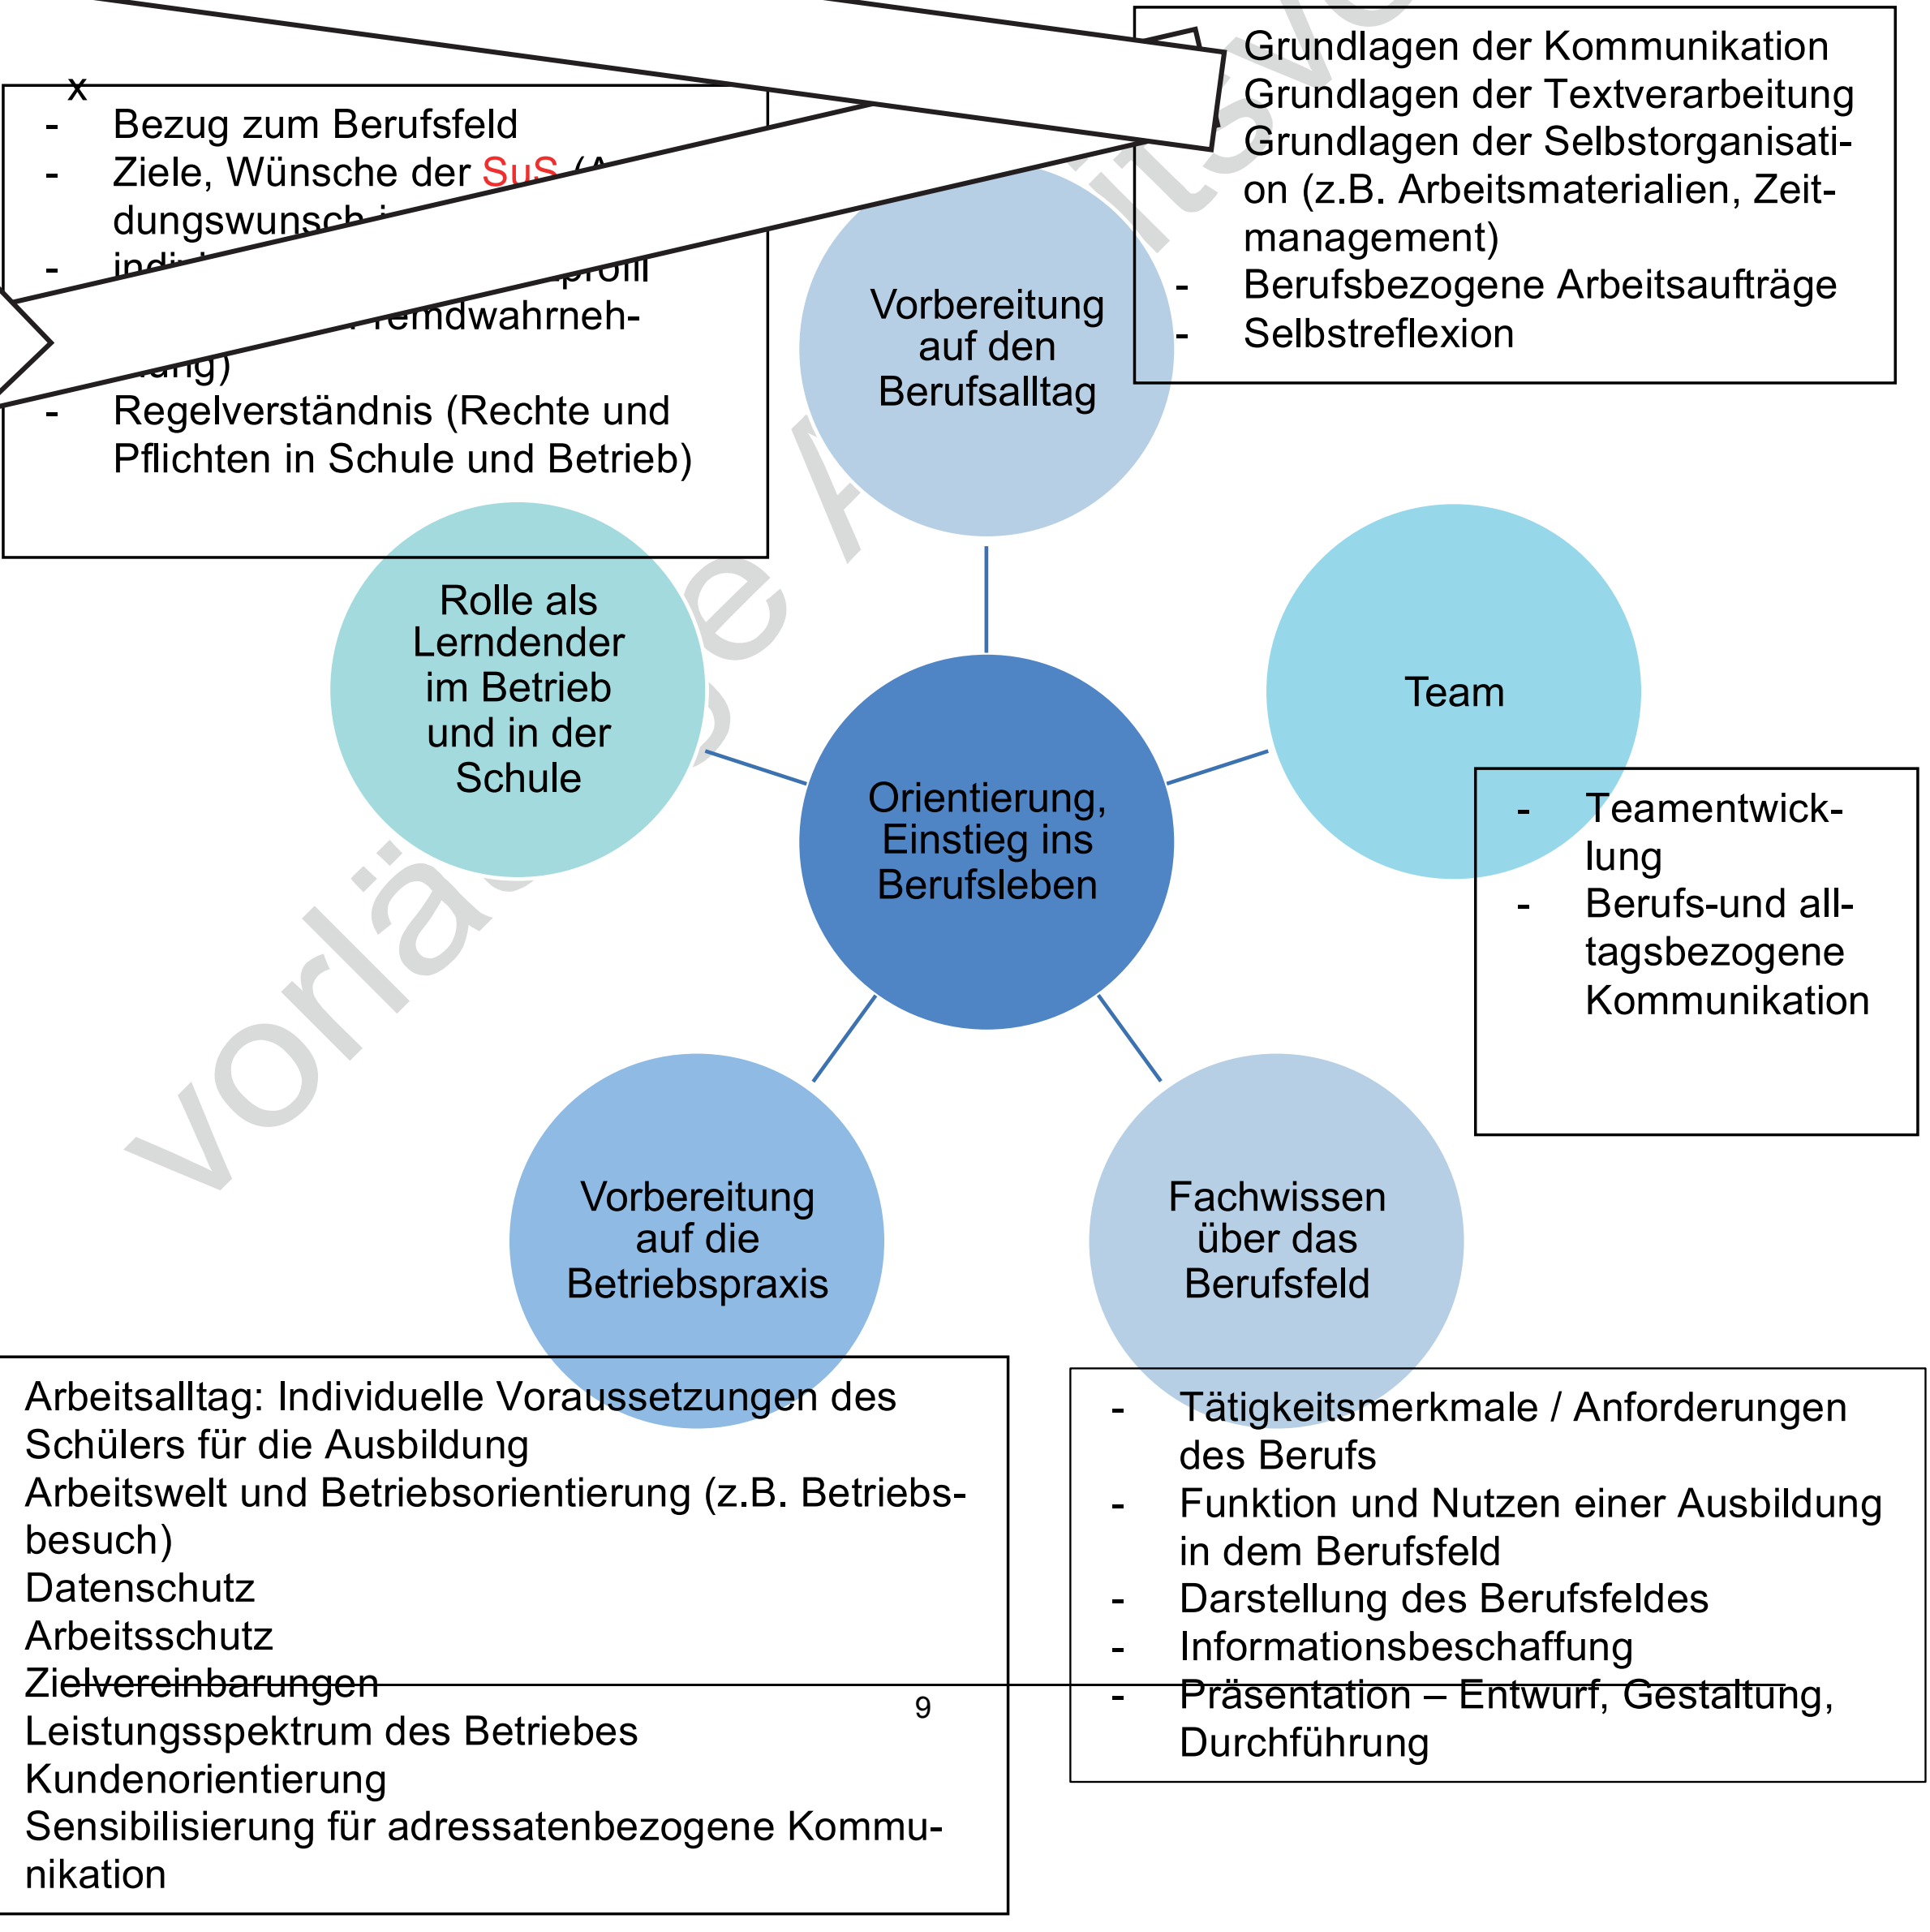 Grundlagen der Kommunikation
Grundlagen der Textverarbeitung
Grundlagen der Selbstorganisati-
on (z.B. Arbeitsmaterialien, Zeit-
management)
- Berufsbezogene Arbeitsaufträge
- Selbstreflexion
x
- Bezug zum Berufsfeld
- Ziele, Wünsche der SuS
dungswunsch
-
- Regelverständnis (Rechte und
Pflichten in Schule und Betrieb)
Vorbereitung
auf den
Berufsalltag
Rolle als
Lerndender
im Betrieb
und in der
Schule
Team
- Teamentwick-
lung
- Berufs-und all-
tagsbezogene
Kommunikation
Orientierung,
Einstieg ins
Berufsleben
Vorbereitung
auf die
Betriebspraxis
Fachwissen
über das
Berufsfeld
Arbeitsalltag: Individuelle Voraussetzungen des
Schülers für die Ausbildung
Arbeitswelt und Betriebsorientierung (z.B. Betriebs-
besuch)
Datenschutz
Arbeitsschutz
Zielvereinbarungen
Leistungsspektrum des Betriebes
Kundenorientierung
Sensibilisierung für adressatenbezogene Kommu-
nikation
- Tätigkeitsmerkmale / Anforderungen
des Berufs
- Funktion und Nutzen einer Ausbildung
in dem Berufsfeld
- Darstellung des Berufsfeldes
- Informationsbeschaffung
- Präsentation – Entwurf, Gestaltung,
Durchführung
9